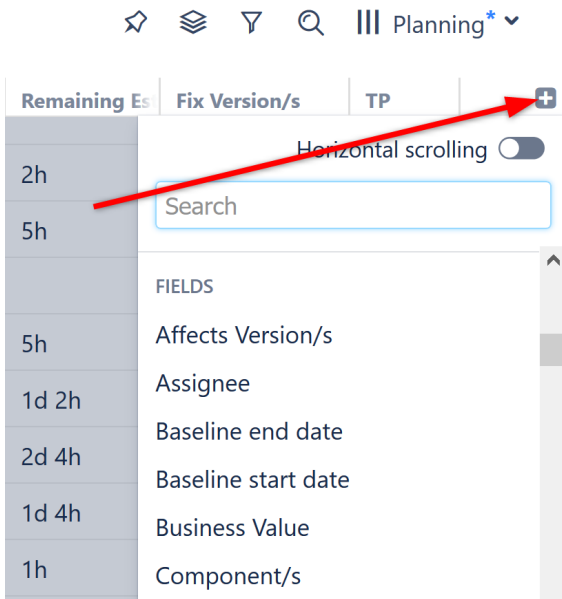 Planning*
Remaining Es Fix Version/s TP
Horizontal scrolling
2h
Search
5h
FIELDS
5h
Affects Version/s
1d 2h
Assignee
Baseline end date
2d 4h
Baseline start date
1d 4h
Business Value
1h
Component/s